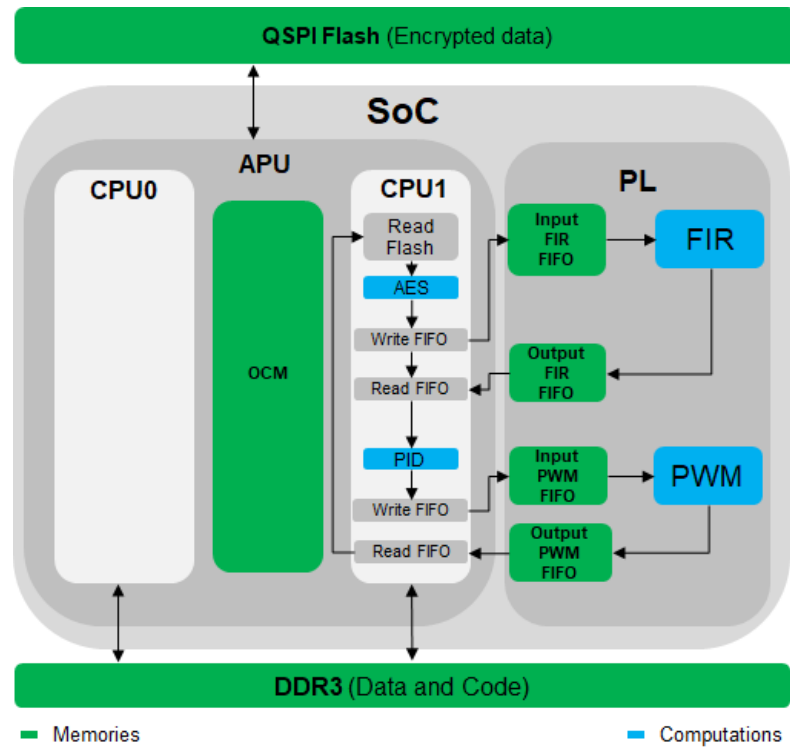 QSPI Flash (Encrypted data)
SoC
APU
CPU0
OCM
CPU1
Read
Flash
AES
Write FIFO
Read FIFO
PID
Write FIFO
Read FIFO
PL
Input
FIR
FIFO
FIR
Output
FIR
FIFO
Input
PWM
FIFO
PWM
Output
PWM
FIFO
DDR3 (Data and Code)
Memories
Computations